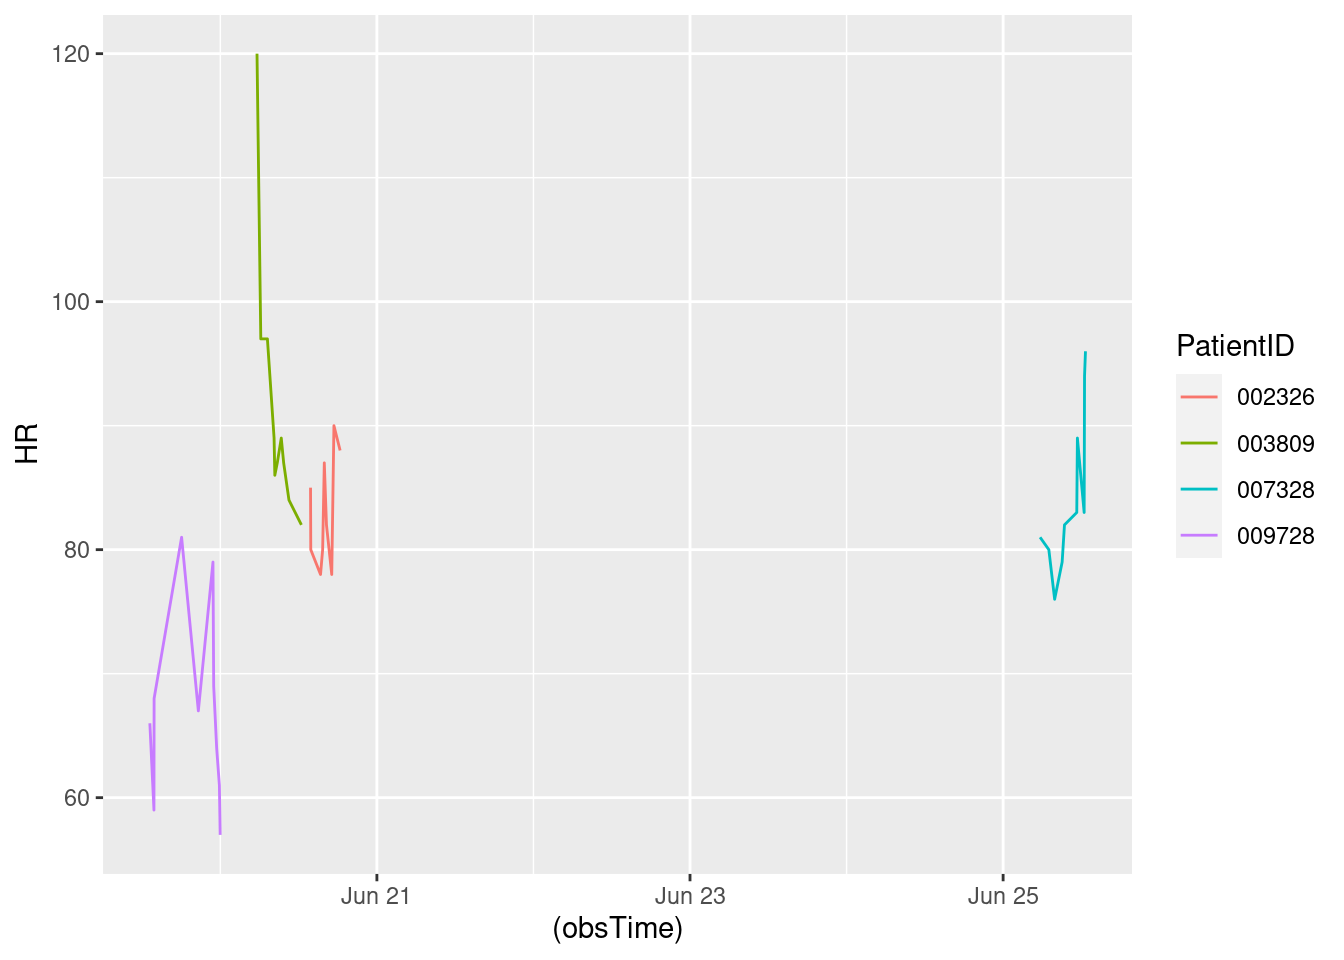 120
100
80
60
HR
Jun 21
Jun 23
Jun 25
(obsTime)
PatientID
002326
003809
007328
009728